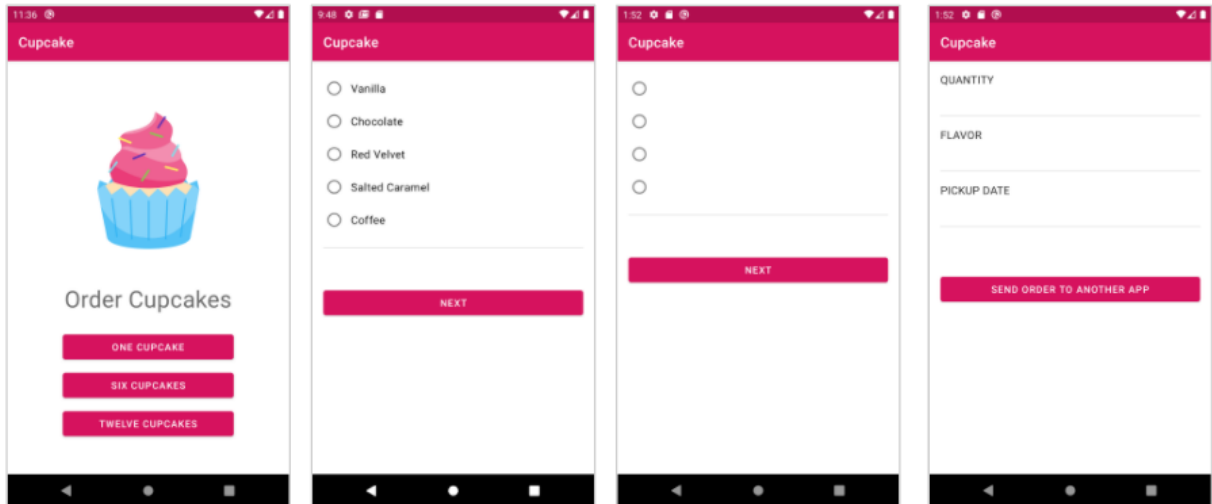 11:36
Cupcake
Order Cupcakes
ONE CUPCAKE
SIX CUPCAKES
TWELVE CUPCAKES
9:48
Cupcake
Vanilla
Chocolate
Red Velvet
Salted Caramel
Coffee
NEXT
1:52
Cupcake
NEXT
1:52
Cupcake
QUANTITY
FLAVOR
PICKUP DATE
SEND ORDER TO ANOTHER APP